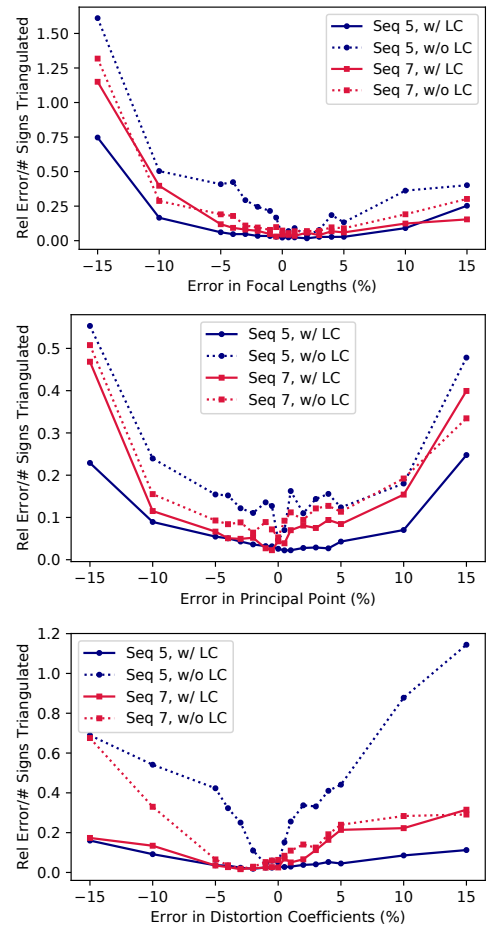 Rel Error/# Signs Triangulated
1.50
1.25
1.00
0.75
0.50
0.25
0.00
Seq 5, w/ LC
Seq 5, w/o LC
Seq 7, w/ LC
Seq 7, w/o LC
−15 −10 −5 0 5 10 15
Error in Focal Lengths (%)
Rel Error/# Signs Triangulated
0.5
0.4
0.3
0.2
0.1
0.0
Seq 5, w/ LC
Seq 5, w/o LC
Seq 7, w/ LC
Seq 7, w/o LC
−15 −10 −5 0 5 10 15
Error in Principal Point (%)
Rel Error/# Signs Triangulated
1.2
1.0
0.8
0.6
0.4
0.2
0.0
Seq 5, w/ LC
Seq 5, w/o LC
Seq 7, w/ LC
Seq 7, w/o LC
−15 −10 −5 0 5 10 15
Error in Distortion Coefficients (%)